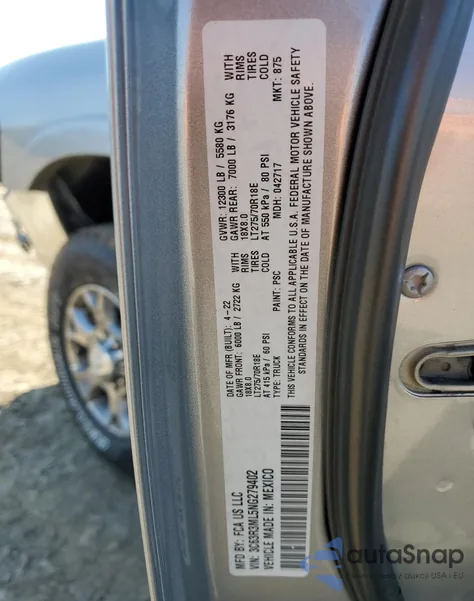 MFD BY: FCA US LLC
VIN: 3C63R3ML5NG279402
VEHICLE MADE IN: MEXICO
DATE OF MFR (BUILT): 4-22
GVWR: 12300 LB / 5580 KG
GAWR FRONT: 6000 LB / 2722 KG WITH
GAWR REAR: 7000 LB / 3176 KG WITH
18X8.0 RIMS
18X8.0 RIMS
LT275/70R18E TIRES
LT275/70R18E TIRES
AT 415 kPa / 60 PSI COLD
AT 550 kPa / 80 PSI COLD
TYPE: TRUCK PAINT: PSC MDH: 042717 MKT: 875
THIS VEHICLE CONFORMS TO ALL APPLICABLE U.S.A. FEDERAL MOTOR VEHICLE SAFETY
STANDARDS IN EFFECT ON THE DATE OF MANUFACTURE SHOWN ABOVE.
autoSnap